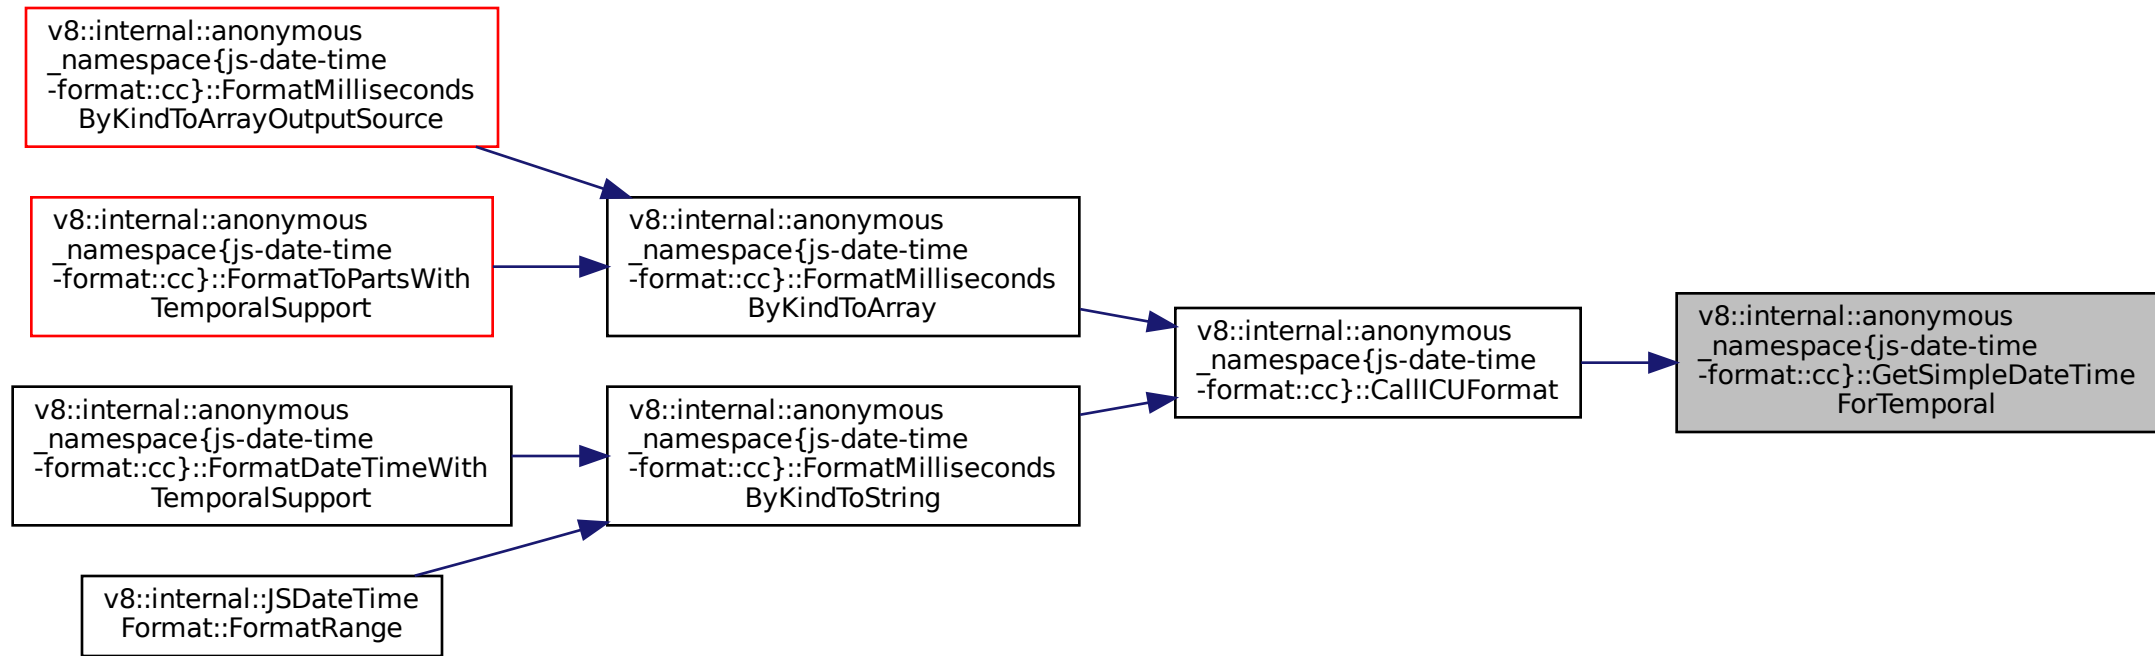 v8::internal::anonymous
_namespace{js-date-time
-format::cc}::FormatMilliseconds
ByKindToArrayOutputSource
v8::internal::anonymous
_namespace{js-date-time
-format::cc}::FormatToPartsWith
TemporalSupport
v8::internal::anonymous
_namespace{js-date-time
-format::cc}::FormatDateTimeWith
TemporalSupport
v8::internal::JSDateTime
Format::FormatRange
v8::internal::anonymous
_namespace{js-date-time
-format::cc}::FormatMilliseconds
ByKindToArray
v8::internal::anonymous
_namespace{js-date-time
-format::cc}::FormatMilliseconds
ByKindToString
v8::internal::anonymous
_namespace{js-date-time
-format::cc}::CallICUFormat
v8::internal::anonymous
_namespace{js-date-time
-format::cc}::GetSimpleDateTime
ForTemporal